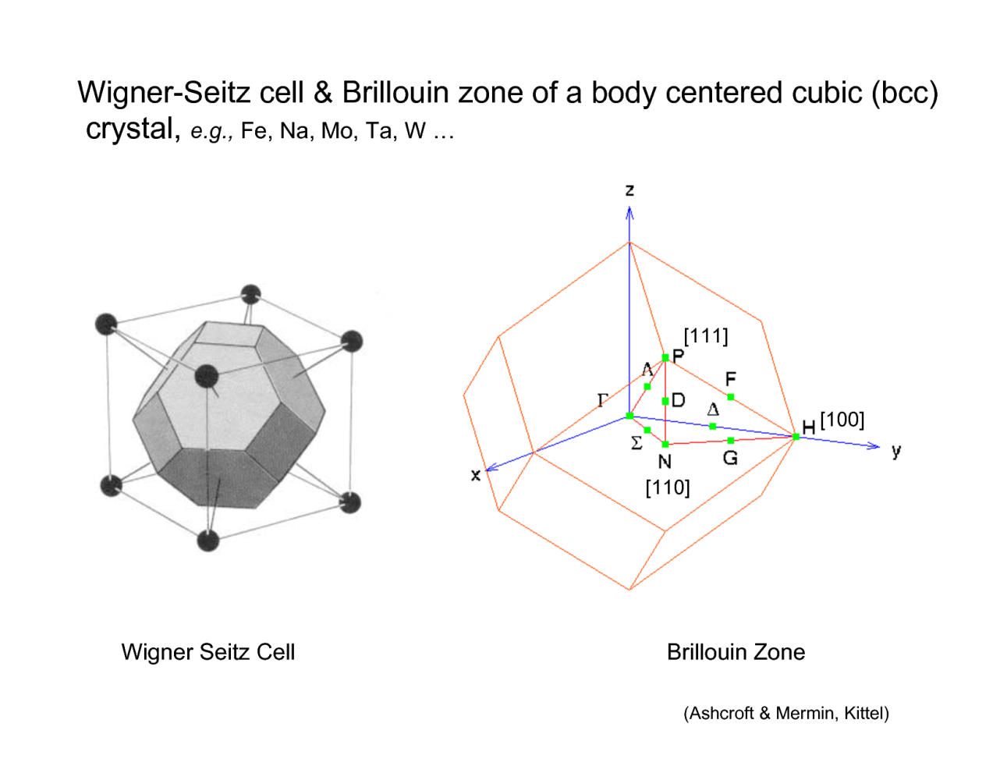 Wigner-Seitz cell & Brillouin zone of a body centered cubic (bcc)
crystal, e.g., Fe, Na, Mo, Ta, W …
z
[111]
P
Λ
F
Γ
D
Δ
H [100]
Σ
N
G
y
x
[110]
Wigner Seitz Cell
Brillouin Zone
(Ashcroft & Mermin, Kittel)